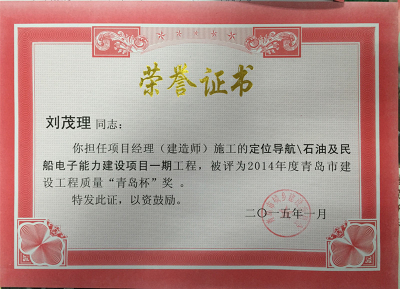 荣誉证书
刘茂理 同志：
你担任项目经理（建造师）施工的定位导航\石油及民
船电子能力建设项目一期工程，被评为2014年度青岛市建
设工程质量“青岛杯”奖 。
特发此证，以资鼓励。
二〇一五年一月